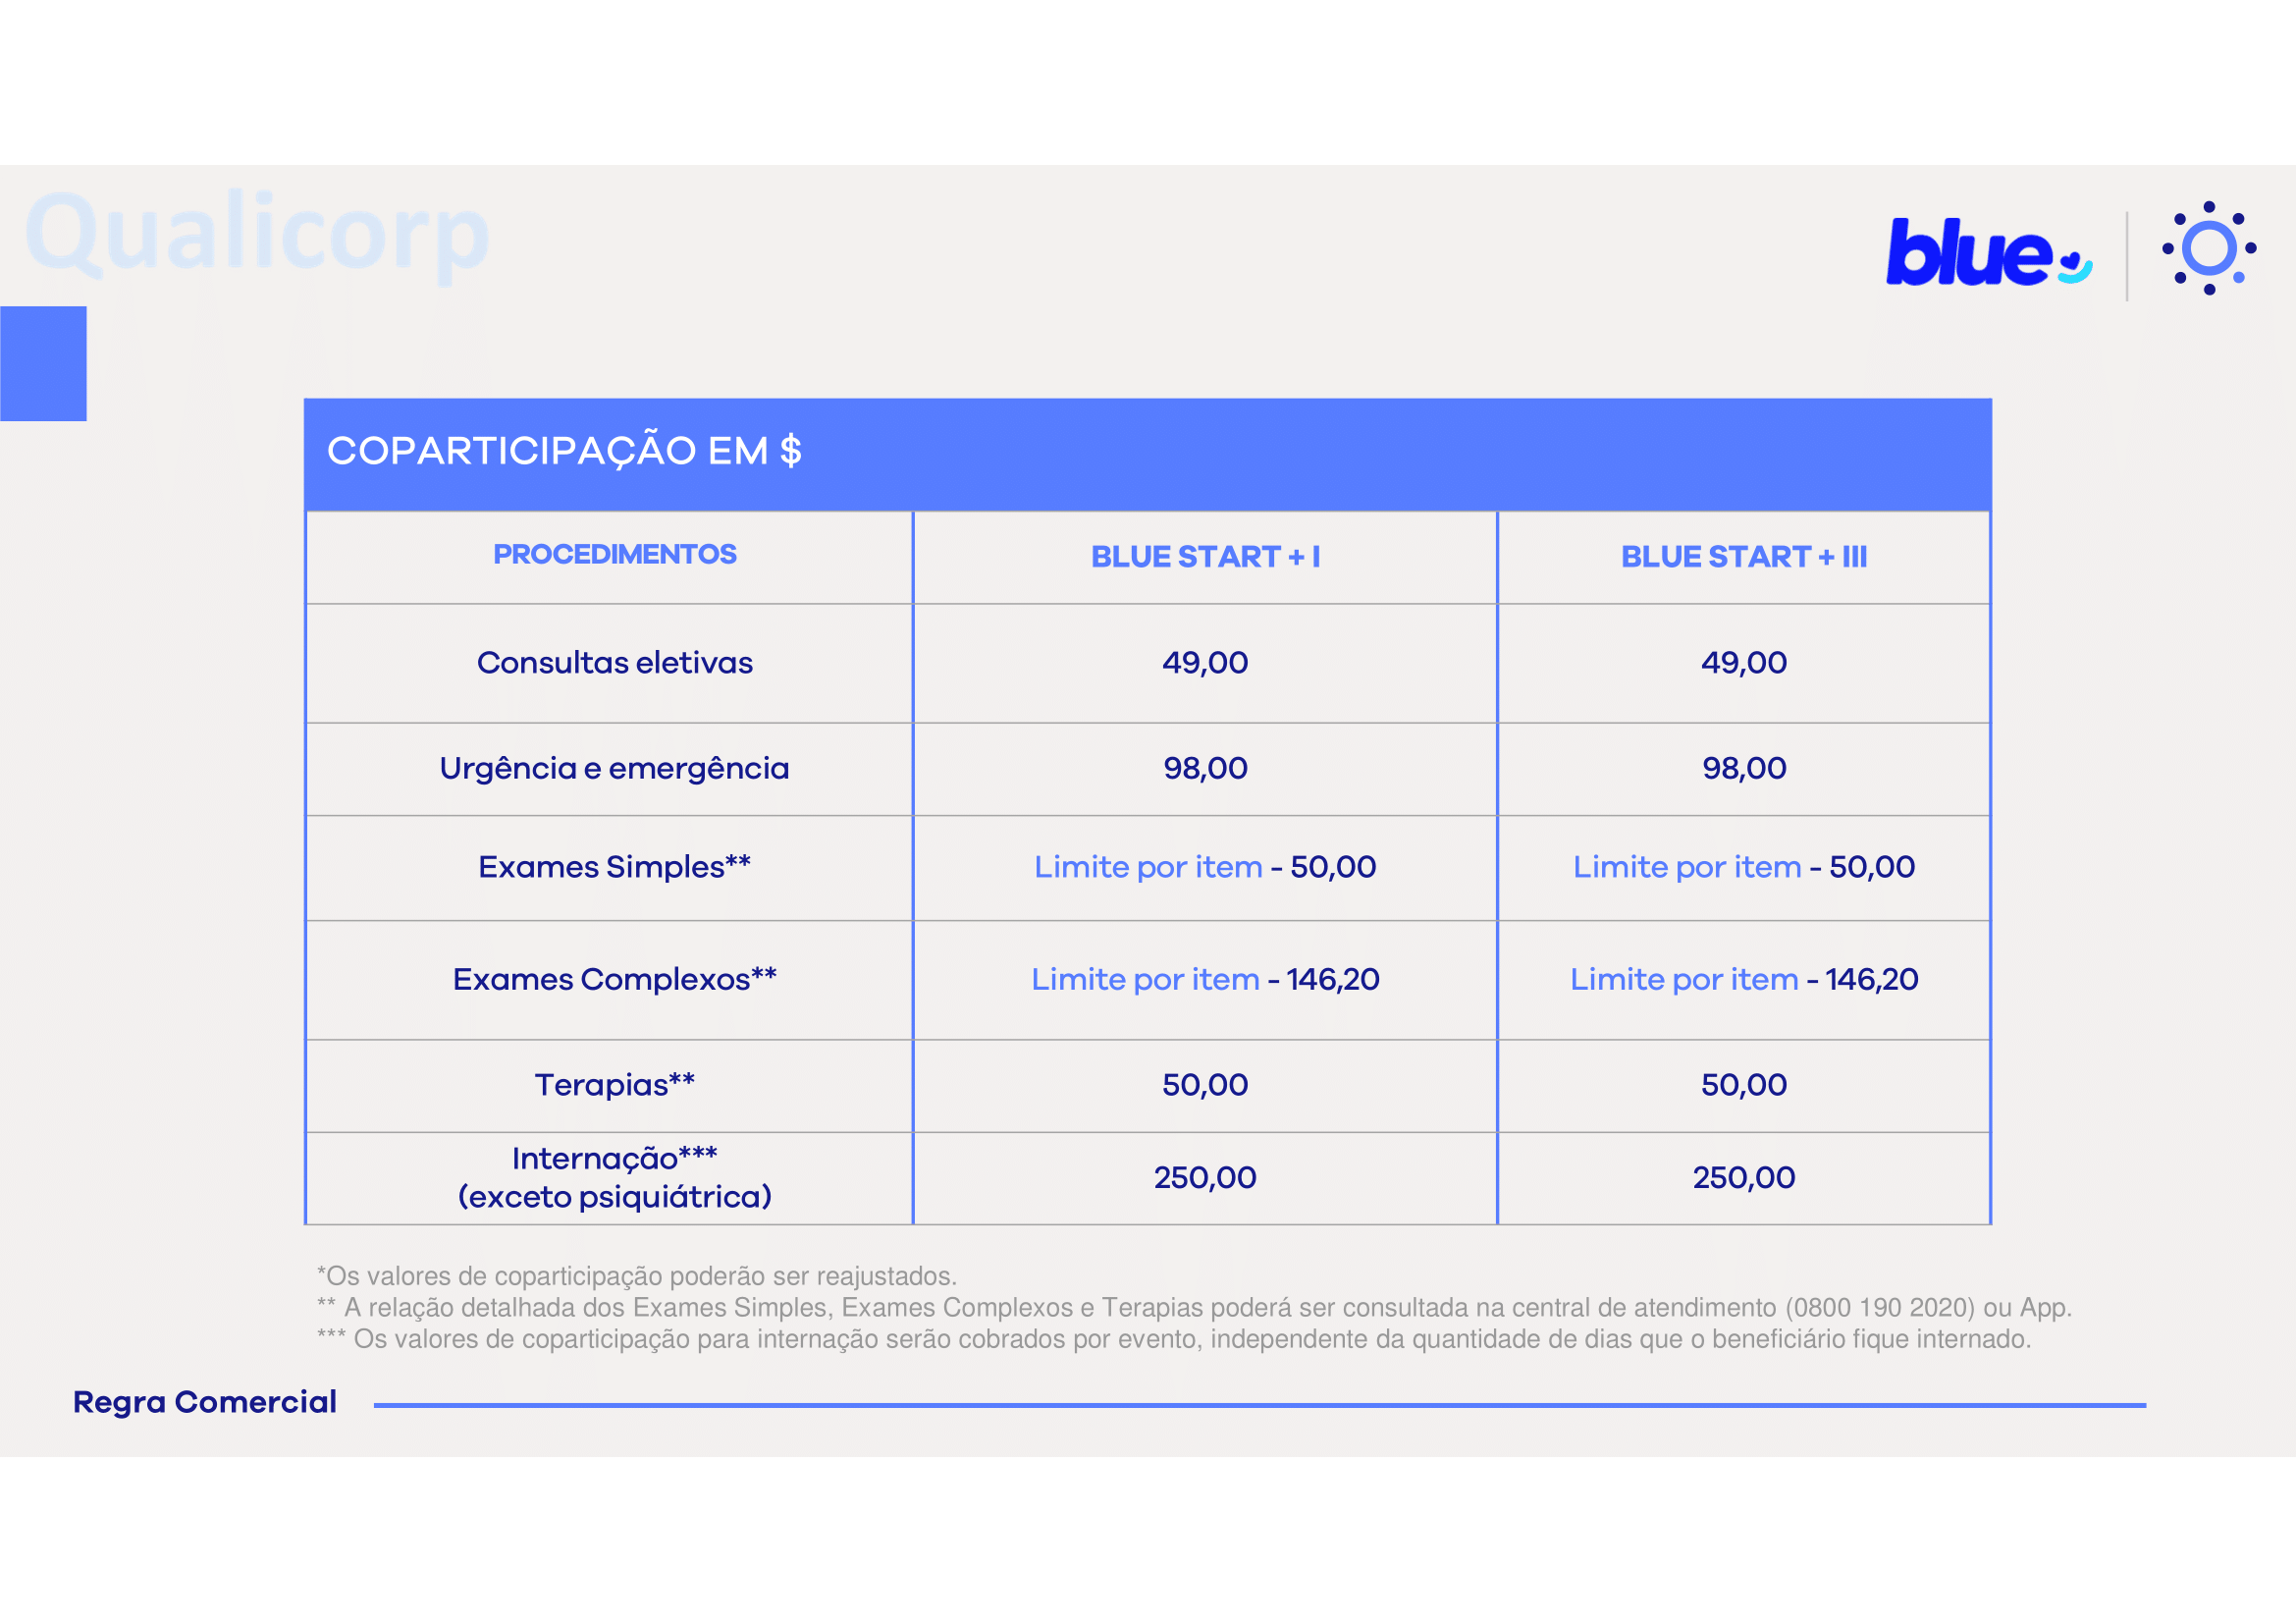 Qualicorp
blue
COPARTICIPAÇÃO EM $
PROCEDIMENTOS BLUE START + I BLUE START + III
Consultas eletivas 49,00 49,00
Urgência e emergência 98,00 98,00
Exames Simples** Limite por item - 50,00 Limite por item - 50,00
Exames Complexos** Limite por item - 146,20 Limite por item - 146,20
Terapias** 50,00 50,00
Internação***
(exceto psiquiátrica) 250,00 250,00
*Os valores de coparticipação poderão ser reajustados.
** A relação detalhada dos Exames Simples, Exames Complexos e Terapias poderá ser consultada na central de atendimento (0800 190 2020) ou App.
*** Os valores de coparticipação para internação serão cobrados por evento, independente da quantidade de dias que o beneficiário fique internado.
Regra Comercial